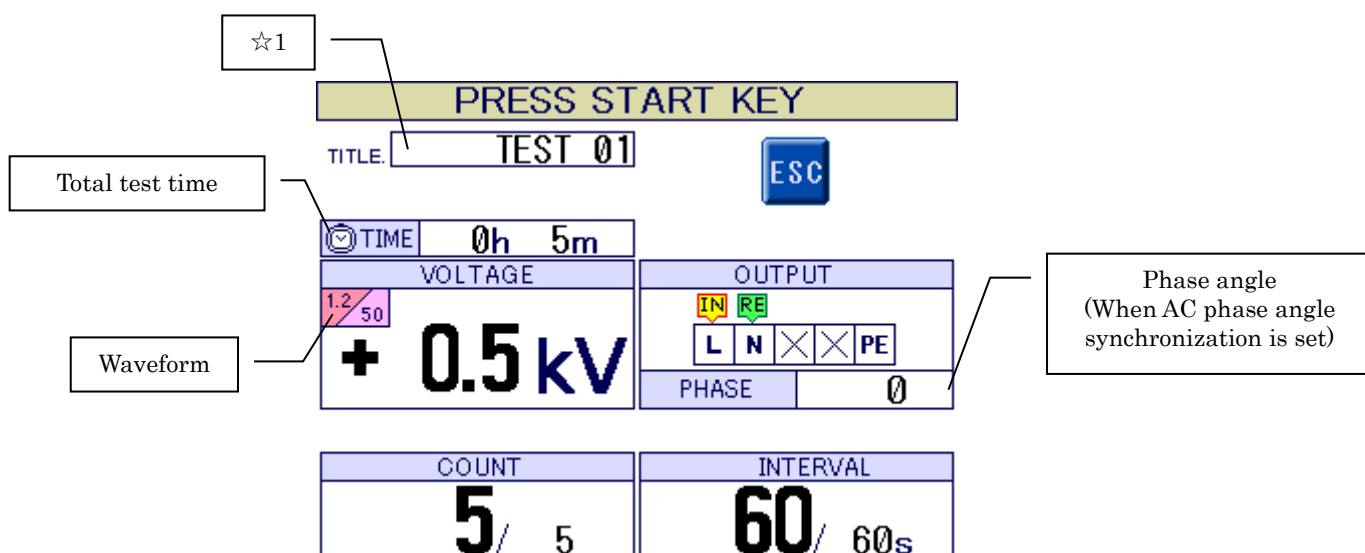 ☆1
PRESS START KEY
TITLE. TEST 01
ESC
Total test time
TIME 0h 5m
VOLTAGE
OUTPUT
1.2/50
IN RE
+ 0.5 kV
L N PE
PHASE 0
Waveform
Phase angle
(When AC phase angle
synchronization is set)
COUNT
INTERVAL
5/ 5
60/ 60s